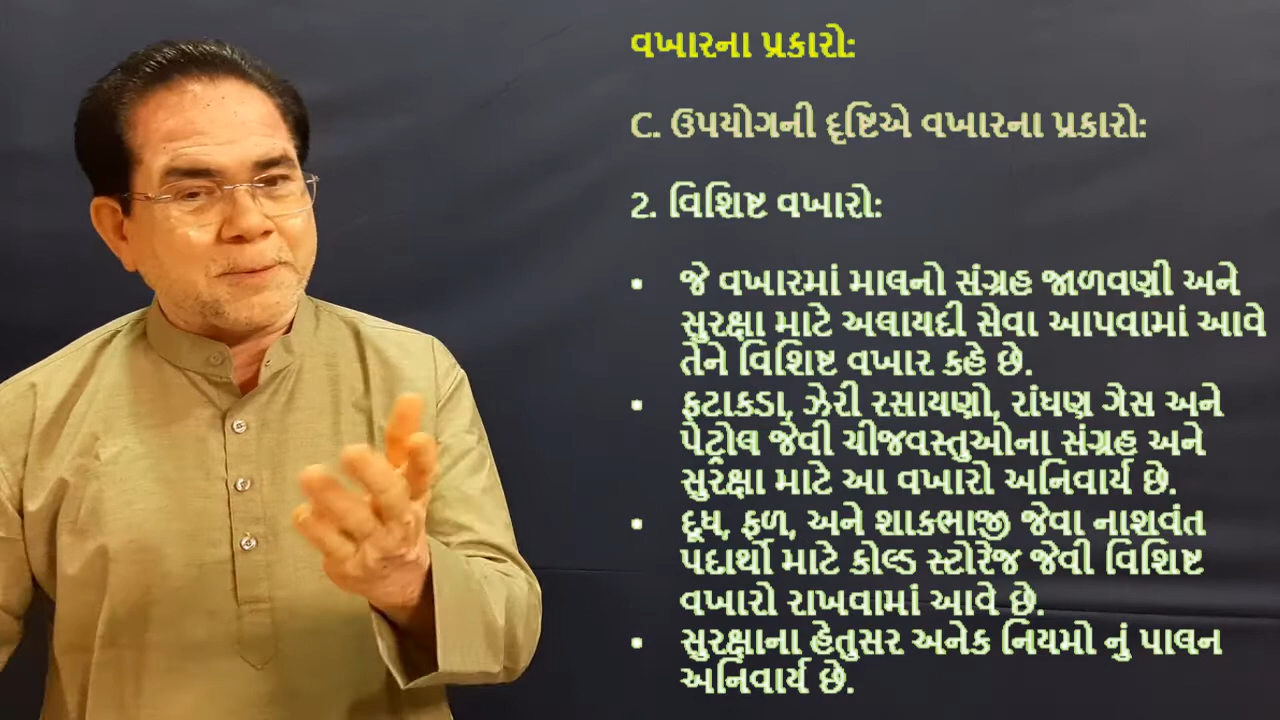 વખારના પ્રકારો:
C. ઉપયોગની દૃષ્ટિએ વખારના પ્રકારો:
2. વિશિષ્ટ વખારો:
• જે વખારમાં માલનો સંગ્રહ જાળવણી અને
સુરક્ષા માટે અલાયદી સેવા આપવામાં આવે
તેને વિશિષ્ટ વખાર કહે છે.
• ફટાકડા, ઝેરી રસાયણો, રાંધણ ગેસ અને
પેટ્રોલ જેવી ચીજવસ્તુઓના સંગ્રહ અને
સુરક્ષા માટે આ વખારો અનિવાર્ય છે.
• દૂધ, ફળ, અને શાકભાજી જેવા નાશવંત
પદાર્થો માટે કોલ્ડ સ્ટોરેજ જેવી વિશિષ્ટ
વખારો રાખવામાં આવે છે.
• સુરક્ષાના હેતુસર અનેક નિયમો નું પાલન
અનિવાર્ય છે.